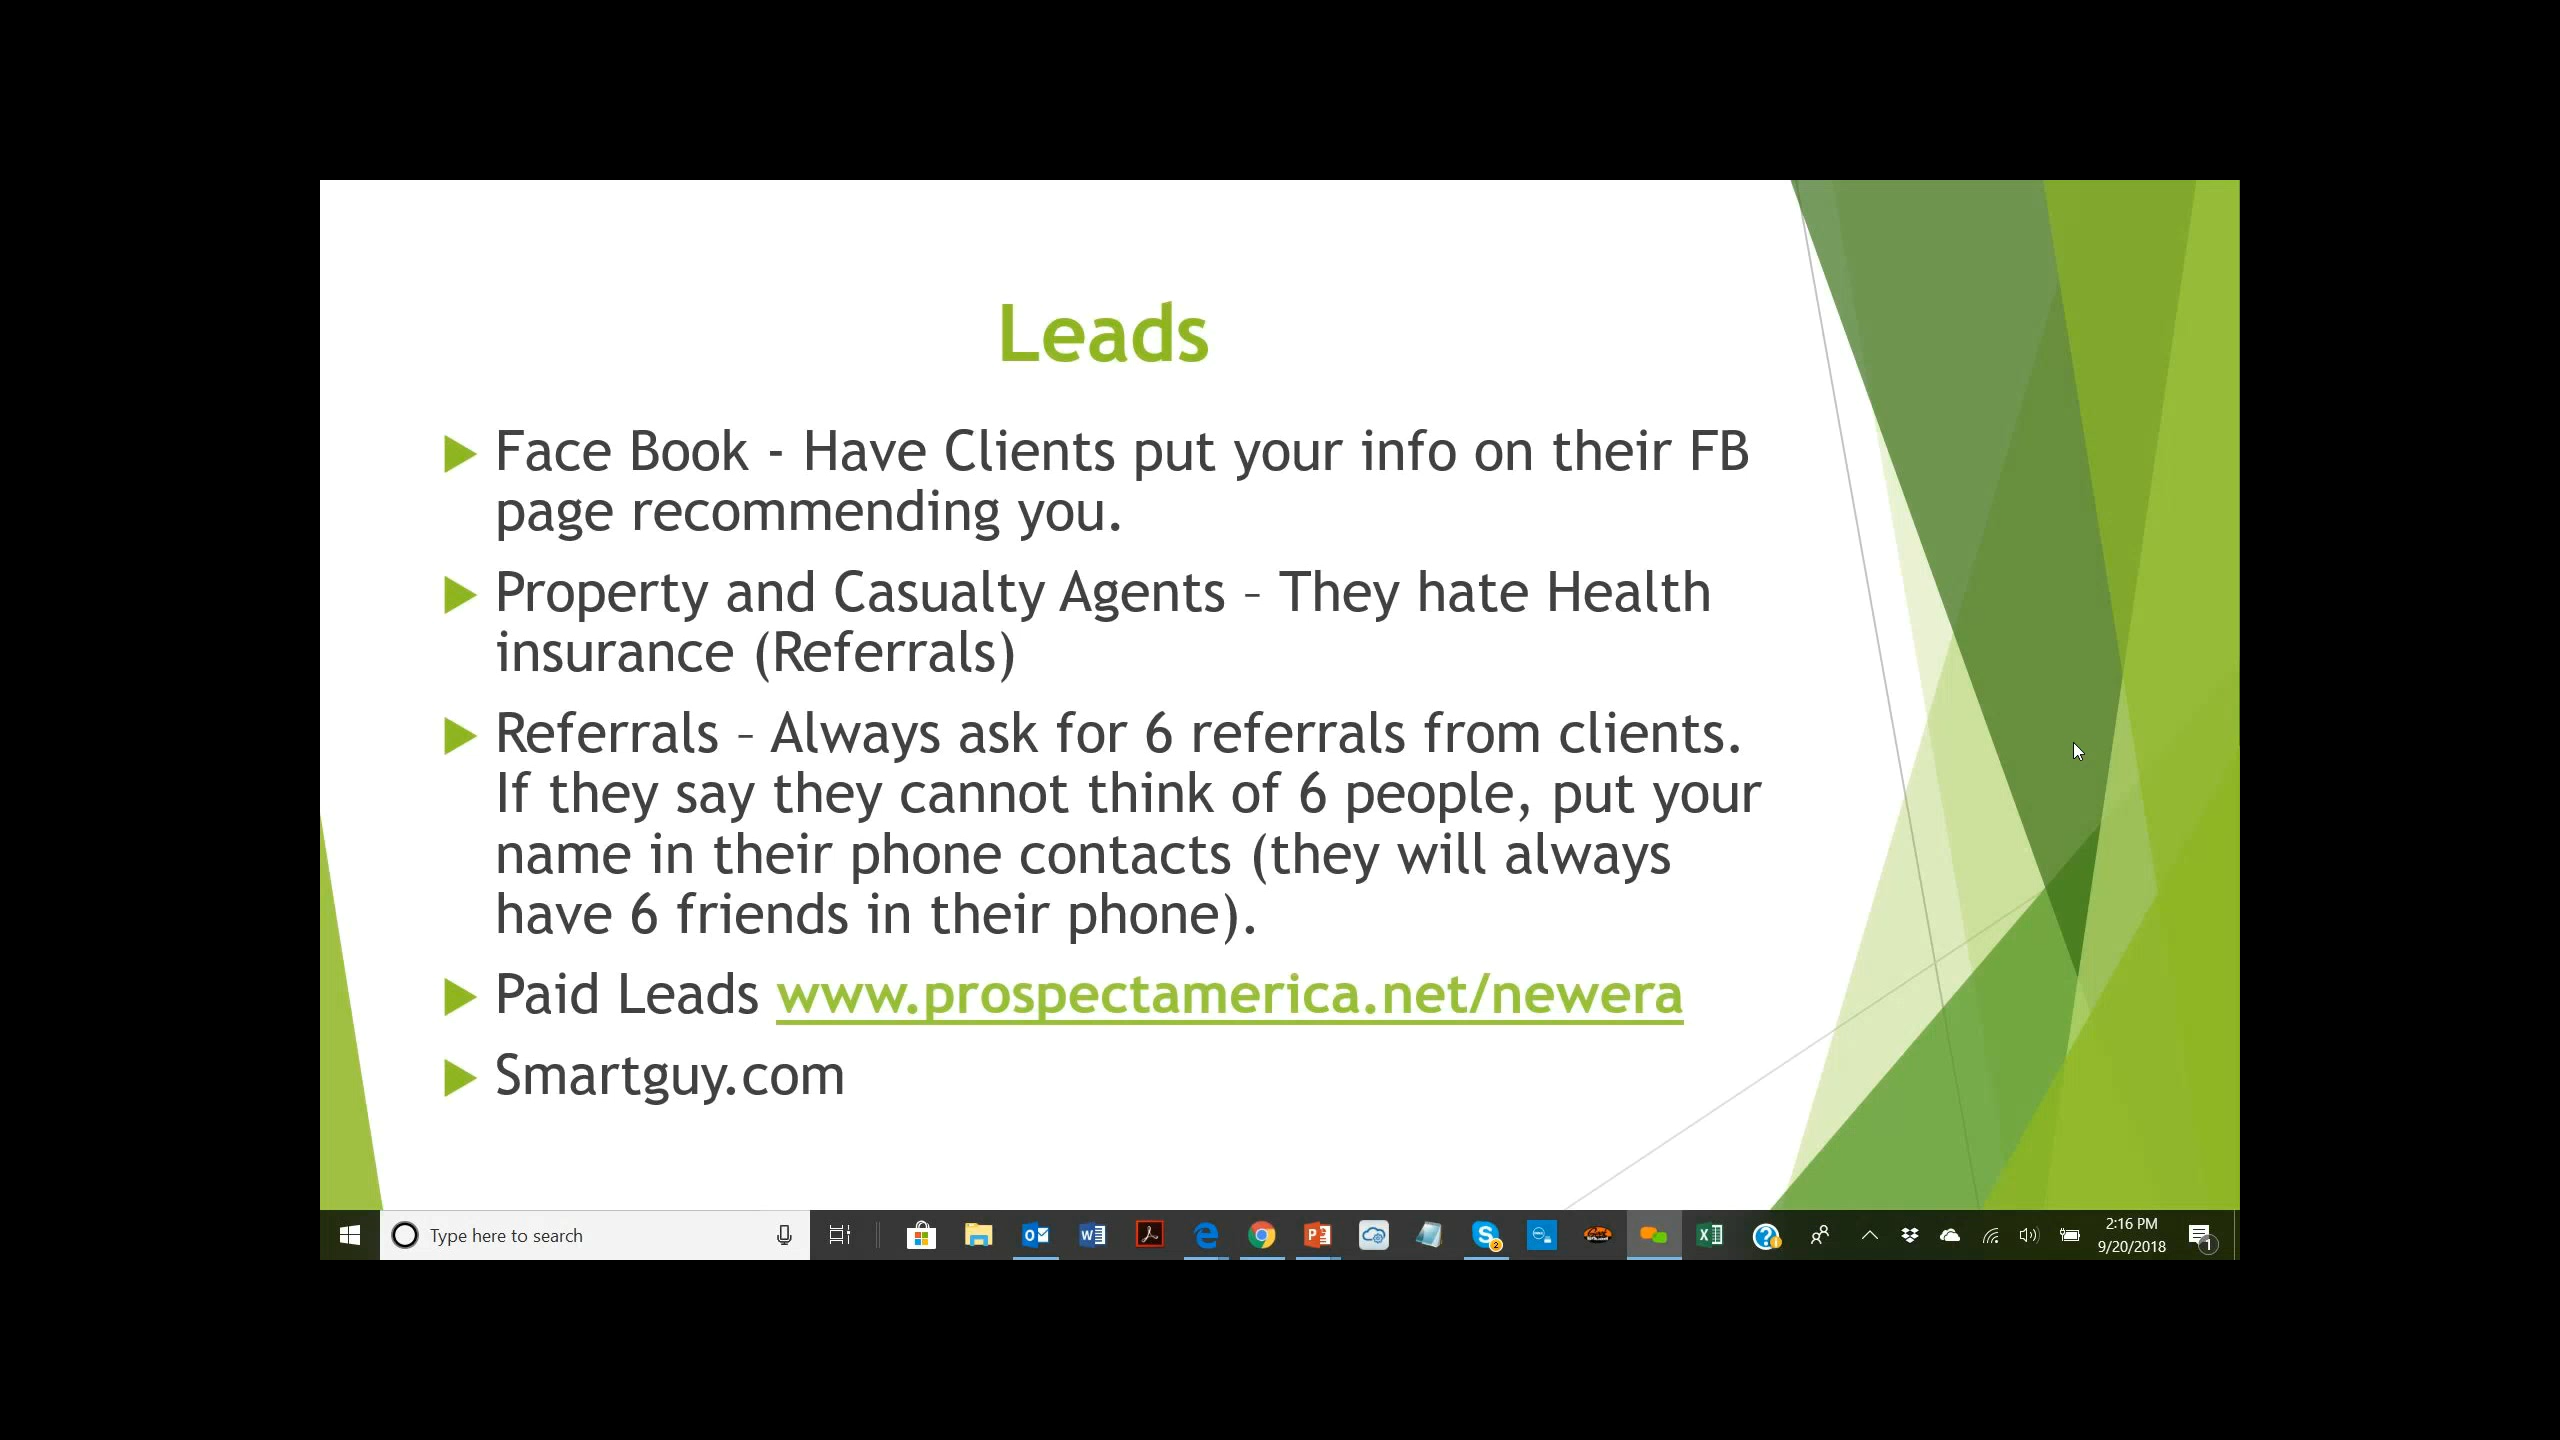 Leads
Face Book - Have Clients put your info on their FB
page recommending you.
Property and Casualty Agents – They hate Health
insurance (Referrals)
Referrals – Always ask for 6 referrals from clients.
If they say they cannot think of 6 people, put your
name in their phone contacts (they will always
have 6 friends in their phone).
Paid Leads www.prospectamerica.net/newera
Smartguy.com
Type here to search
2:16 PM
9/20/2018